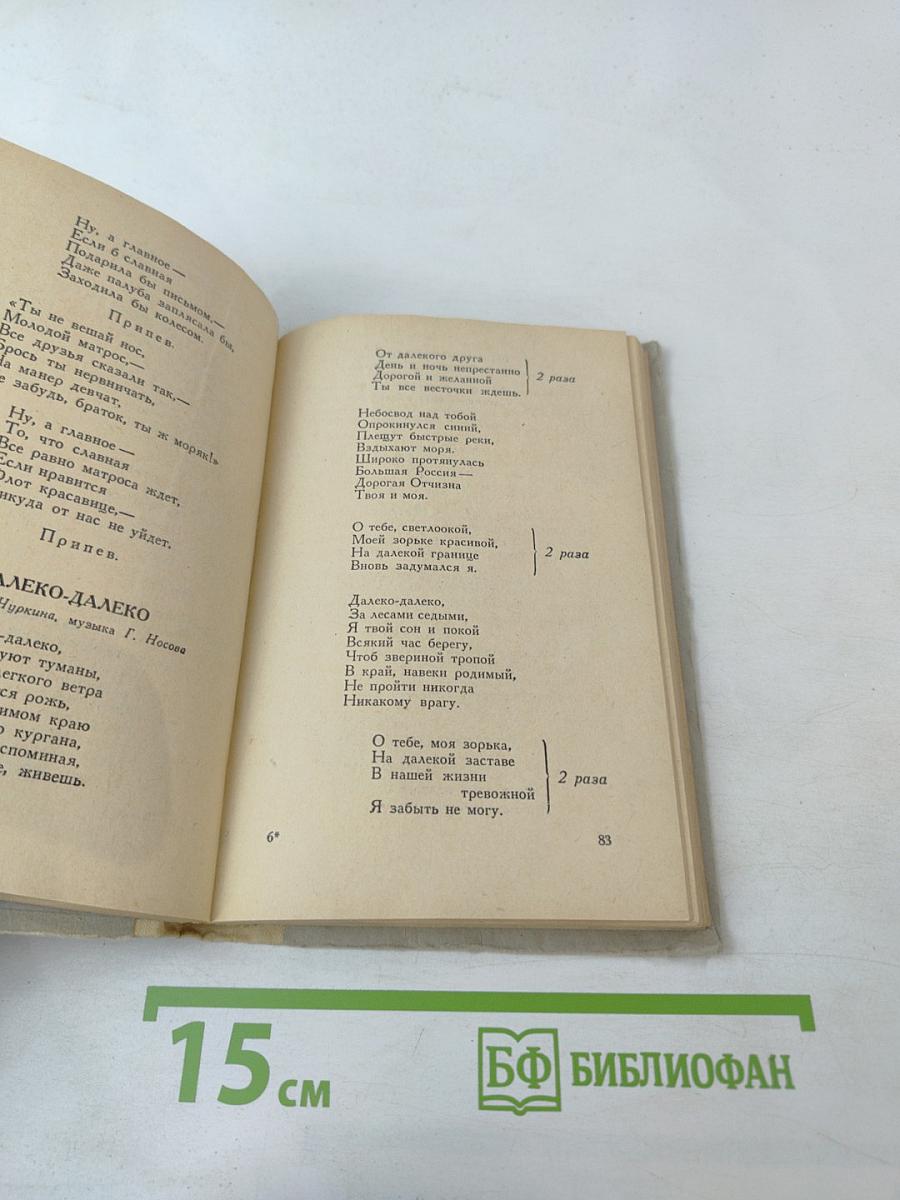 Ну, а главное —
Если б славная
Подарила бы письмом,—
Даже палуба заплясала бы,
Заходила бы колесом.
Припев.
«Ты не вешай нос,
Молодой матрос,—
Все друзья сказали так,—
ты нервничать,
манер девчат,
забудь, браток, ты ж моряк!»
Ну, а главное —
То, что славная
Все равно матроса ждет,
Если нравится
красавице,—
от нас не уйдет.
Припев.
АЛЕКО-ДАЛЕКО
Чуркина, музыка Г. Носова
-далеко,
уют туманы,
легкого ветра
ся рожь,
имом краю
кургана,
споминая,
живешь.
От далекого друга
День и ночь непрестанно
Дорогой и желанной
Ты все весточки ждешь.
2 раза
Небосвод над тобой
Опрокинулся синий,
Плещут быстрые реки,
Вздыхают моря.
Широко протянулась
Большая Россия —
Дорогая Отчизна
Твоя и моя.
О тебе, светлоокой,
Моей зорьке красивой,
На далекой границе
Вновь задумался я.
2 раза
Далеко-далеко,
За лесами седыми,
Я твой сон и покой
Всякий час берегу,
Чтоб звериной тропой
В край, навеки родимый,
Не пройти никогда
Никакому врагу.
О тебе, моя зорька,
На далекой заставе
В нашей жизни
тревожной
Я забыть не могу.
2 раза
6*
83
15 см
БФ БИБЛИОФАН